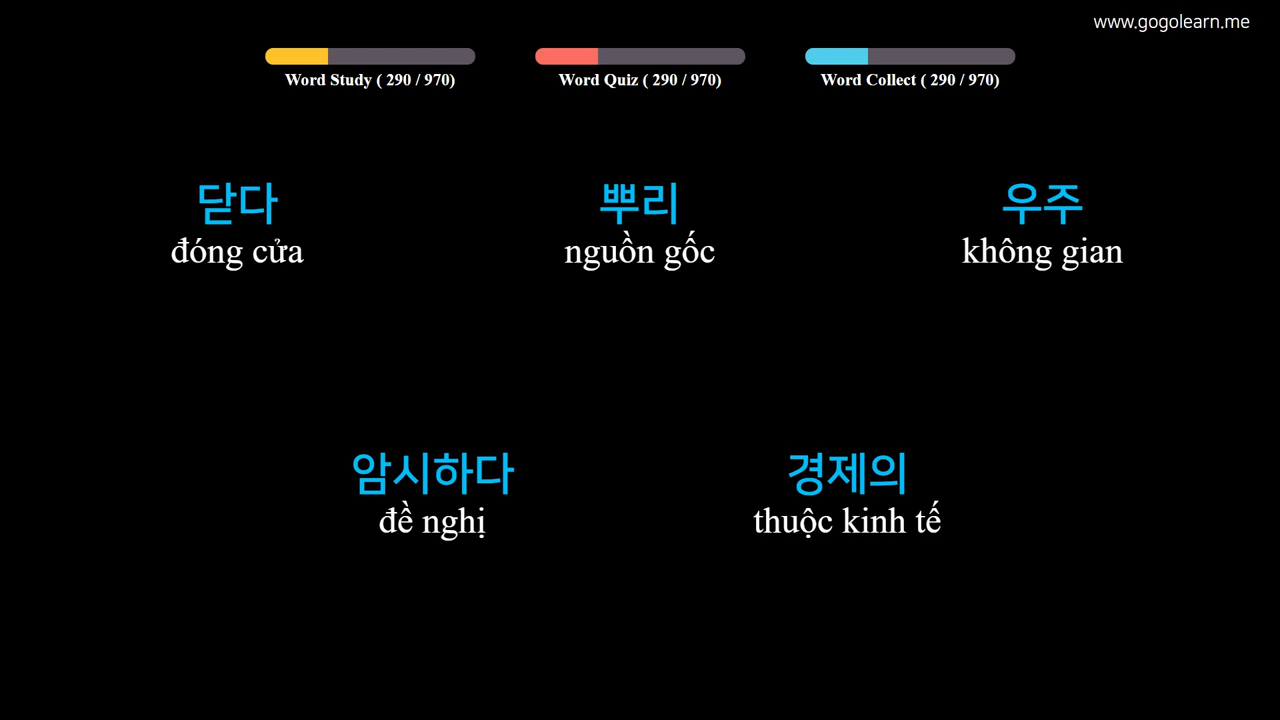 www.gogolearn.me
Word Study ( 290 / 970)
Word Quiz ( 290 / 970)
Word Collect ( 290 / 970)
닫다
뿌리
우주
đóng cửa
nguồn gốc
không gian
암시하다
경제의
đề nghị
thuộc kinh tế